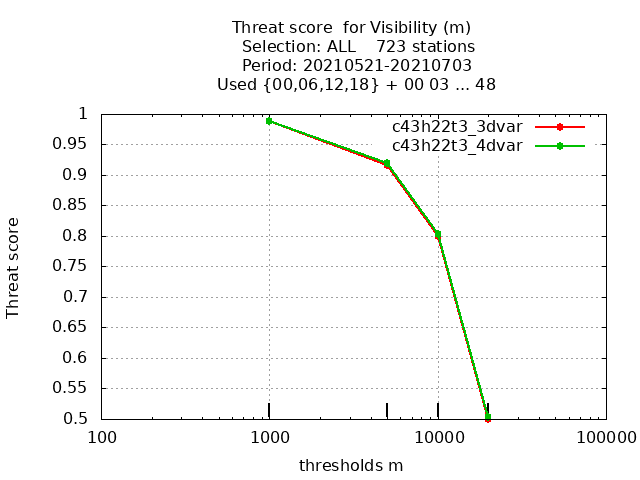 Threat score  for Visibility (m)
Selection: ALL    723 stations
Period: 20210521-20210703
Used {00,06,12,18} + 00 03 ... 48
c43h22t3_3dvar
c43h22t3_4dvar
1
0.95
0.9
0.85
0.8
0.75
0.7
0.65
0.6
0.55
0.5
Threat score
100
1000
10000
100000
thresholds m